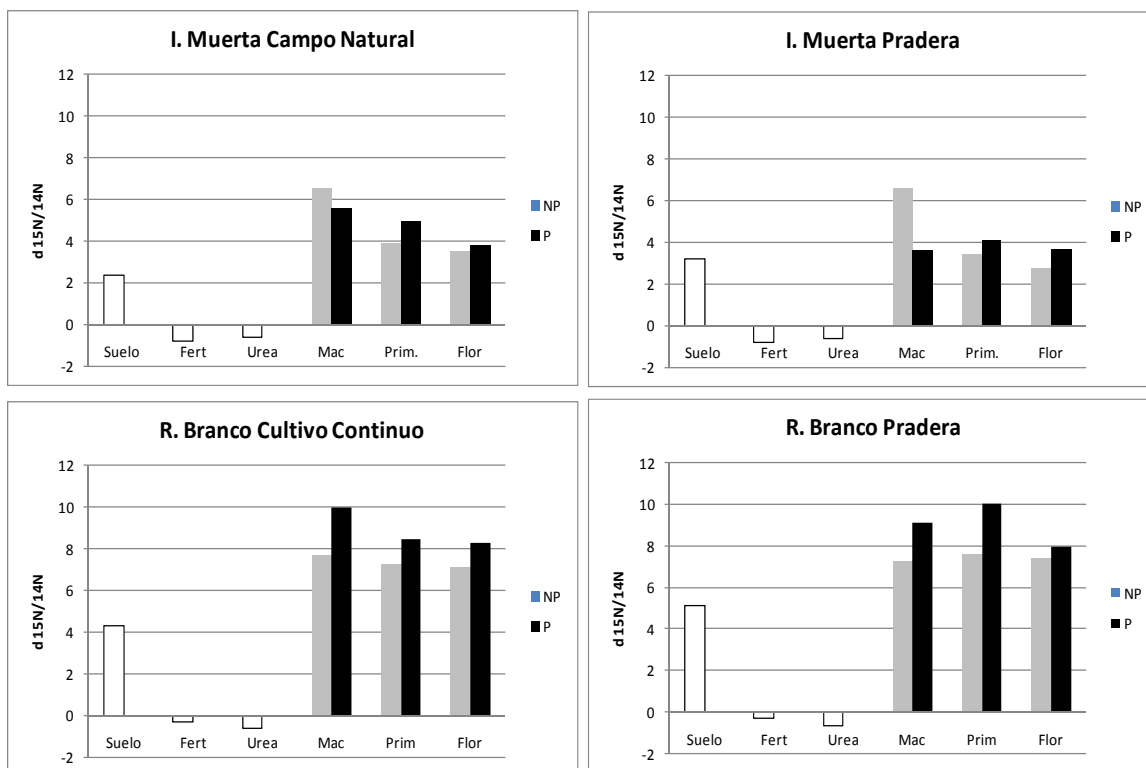 I. Muerta Campo Natural
12
10
8
6
4
2
0
-2
d 15N/14N
Suelo Fert Urea Mac Prim. Flor
NP
P
I. Muerta Pradera
12
10
8
6
4
2
0
-2
d 15N/14N
Suelo Fert Urea Mac Prim. Flor
NP
P
R. Branco Cultivo Continuo
12
10
8
6
4
2
0
-2
d 15N/14N
Suelo Fert Urea Mac Prim Flor
NP
P
R. Branco Pradera
12
10
8
6
4
2
0
-2
d 15N/14N
Suelo Fert Urea Mac Prim Flor
NP
P